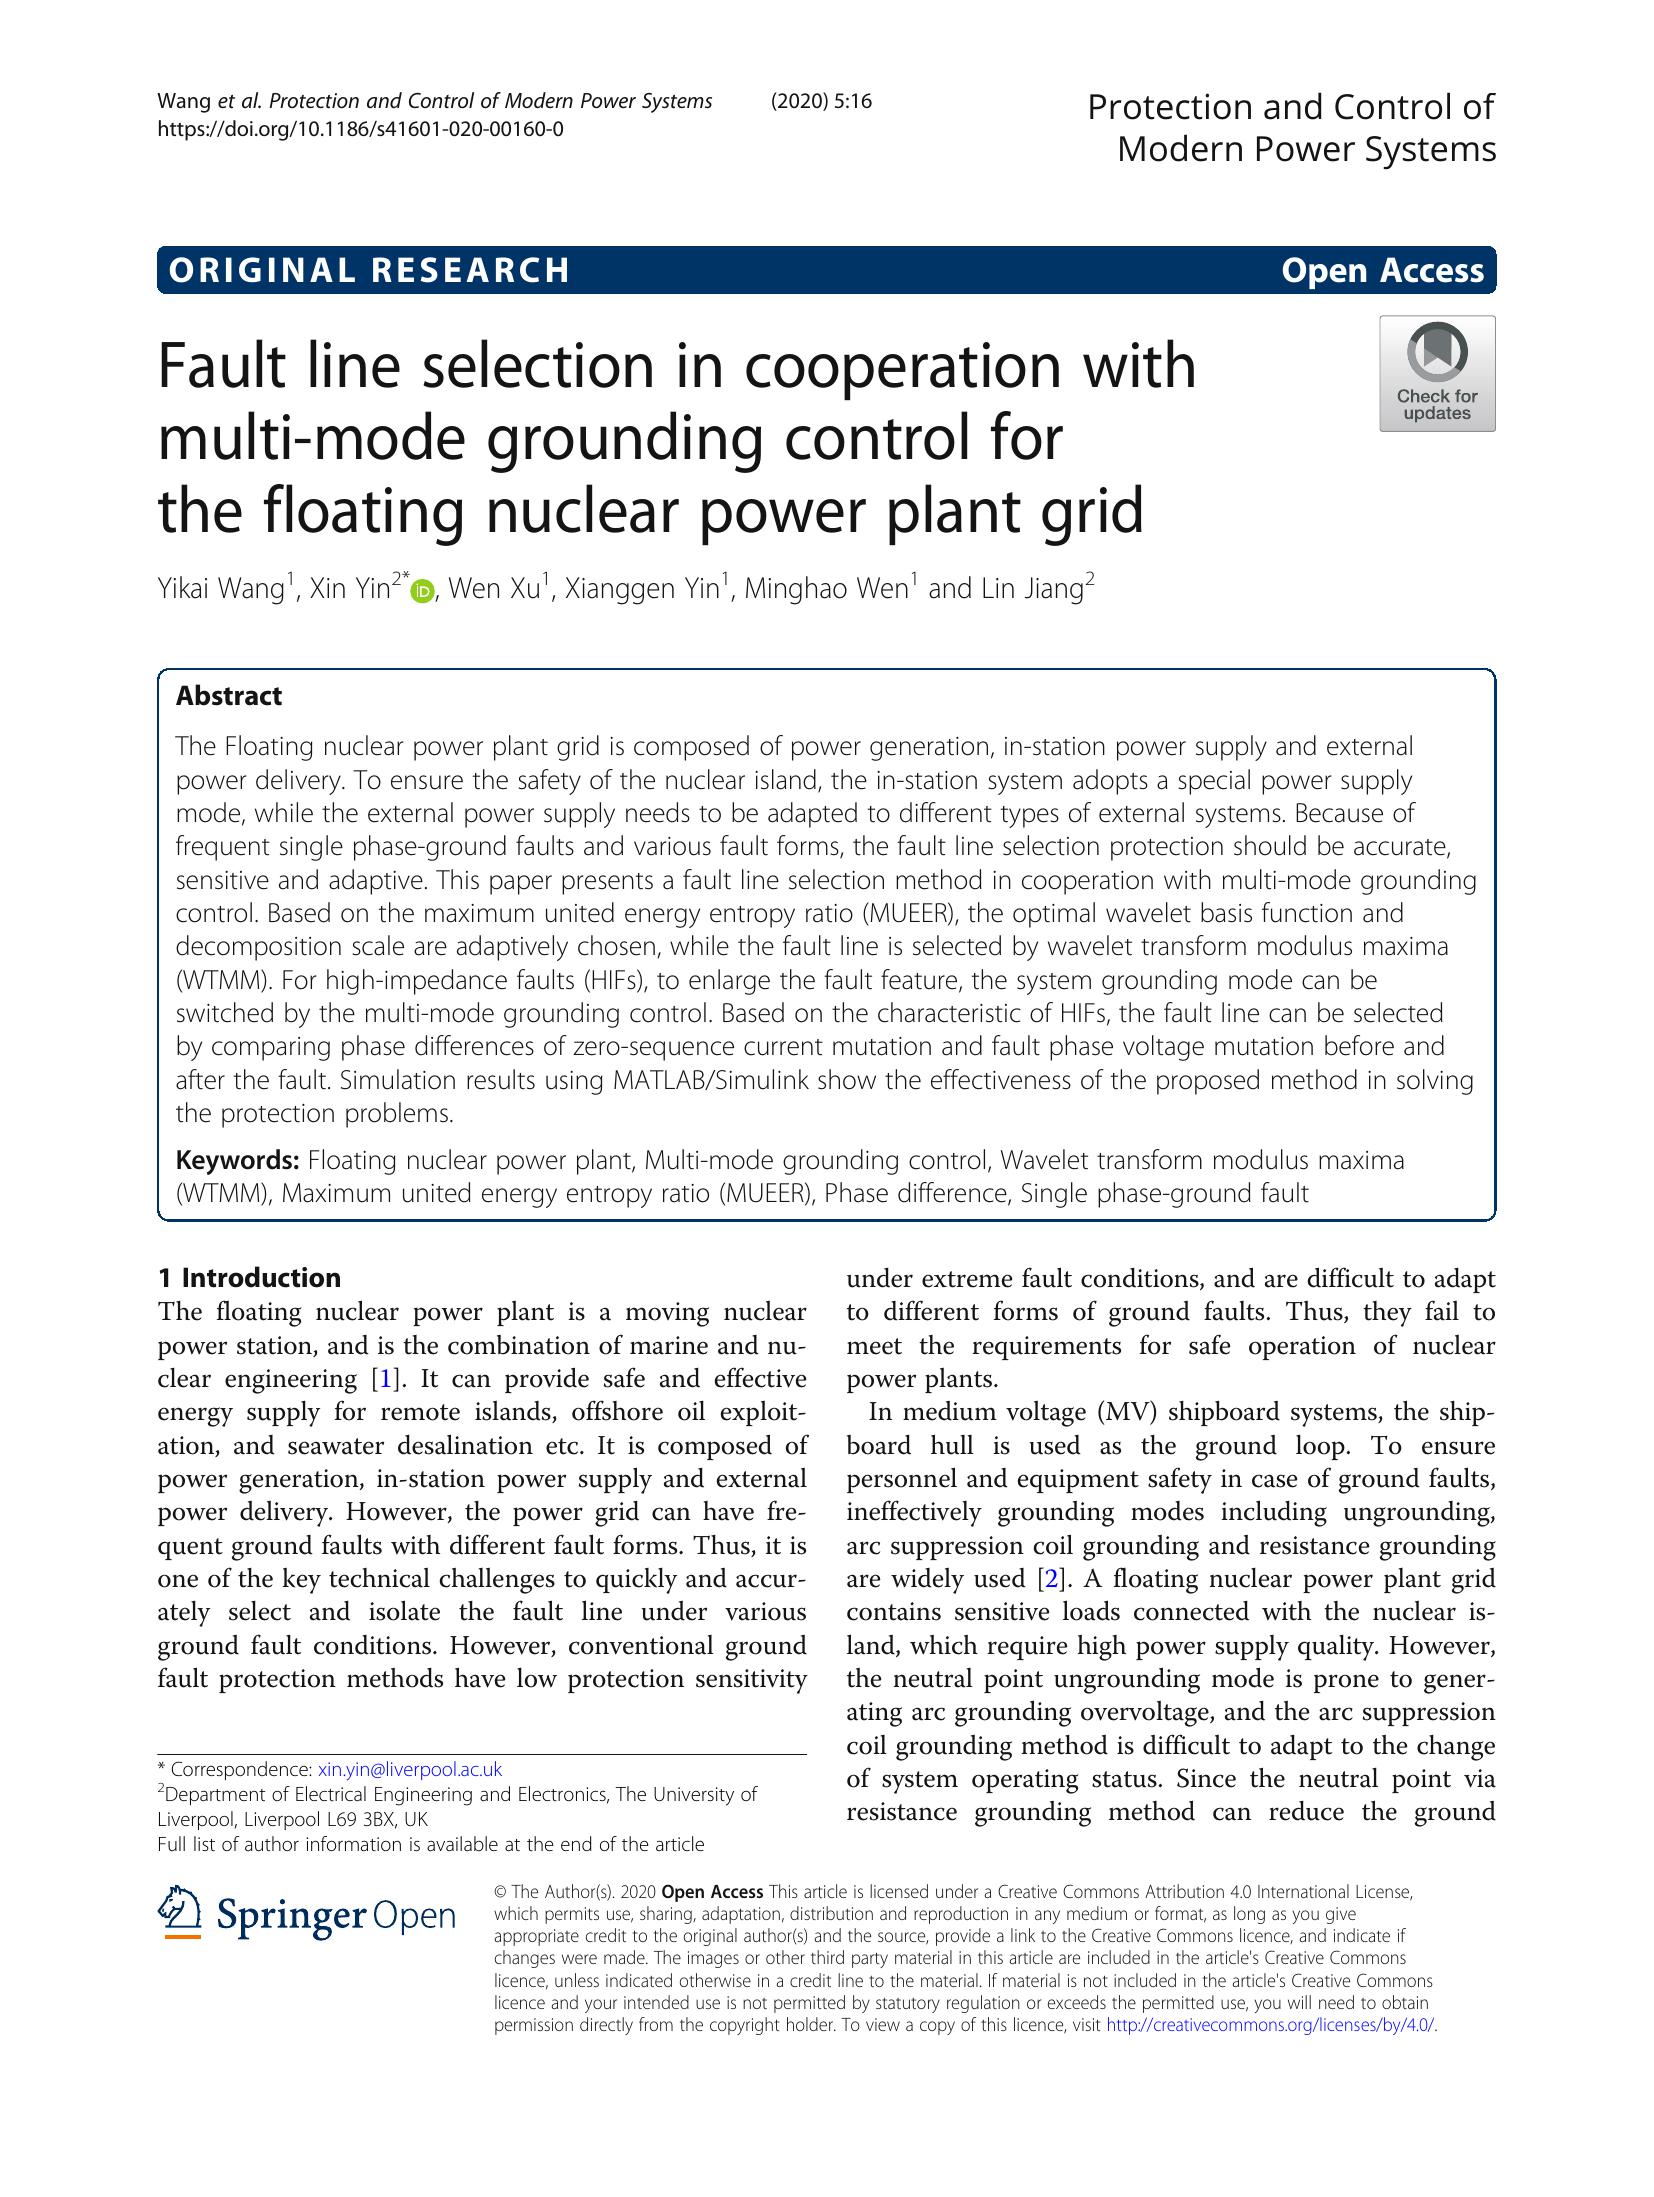 Wang et al. Protection and Control of Modern Power Systems (2020) 5:16
https://doi.org/10.1186/s41601-020-00160-0
Protection and Control of
Modern Power Systems
ORIGINAL RESEARCH Open Access
Check for
updates
Fault line selection in cooperation with
multi-mode grounding control for
the floating nuclear power plant grid
Yikai Wang1, Xin Yin2* iD, Wen Xu1, Xianggen Yin1, Minghao Wen1 and Lin Jiang2
Abstract
The Floating nuclear power plant grid is composed of power generation, in-station power supply and external
power delivery. To ensure the safety of the nuclear island, the in-station system adopts a special power supply
mode, while the external power supply needs to be adapted to different types of external systems. Because of
frequent single phase-ground faults and various fault forms, the fault line selection protection should be accurate,
sensitive and adaptive. This paper presents a fault line selection method in cooperation with multi-mode grounding
control. Based on the maximum united energy entropy ratio (MUEER), the optimal wavelet basis function and
decomposition scale are adaptively chosen, while the fault line is selected by wavelet transform modulus maxima
(WTMM). For high-impedance faults (HIFs), to enlarge the fault feature, the system grounding mode can be
switched by the multi-mode grounding control. Based on the characteristic of HIFs, the fault line can be selected
by comparing phase differences of zero-sequence current mutation and fault phase voltage mutation before and
after the fault. Simulation results using MATLAB/Simulink show the effectiveness of the proposed method in solving
the protection problems.
Keywords: Floating nuclear power plant, Multi-mode grounding control, Wavelet transform modulus maxima
(WTMM), Maximum united energy entropy ratio (MUEER), Phase difference, Single phase-ground fault
1 Introduction
The floating nuclear power plant is a moving nuclear
power station, and is the combination of marine and nu-
clear engineering [1]. It can provide safe and effective
energy supply for remote islands, offshore oil exploit-
ation, and seawater desalination etc. It is composed of
power generation, in-station power supply and external
power delivery. However, the power grid can have fre-
quent ground faults with different fault forms. Thus, it is
one of the key technical challenges to quickly and accur-
ately select and isolate the fault line under various
ground fault conditions. However, conventional ground
fault protection methods have low protection sensitivity
under extreme fault conditions, and are difficult to adapt
to different forms of ground faults. Thus, they fail to
meet the requirements for safe operation of nuclear
power plants.
In medium voltage (MV) shipboard systems, the ship-
board hull is used as the ground loop. To ensure
personnel and equipment safety in case of ground faults,
ineffectively grounding modes including ungrounding,
arc suppression coil grounding and resistance grounding
are widely used [2]. A floating nuclear power plant grid
contains sensitive loads connected with the nuclear is-
land, which require high power supply quality. However,
the neutral point ungrounding mode is prone to gener-
ating arc grounding overvoltage, and the arc suppression
coil grounding method is difficult to adapt to the change
of system operating status. Since the neutral point via
resistance grounding method can reduce the ground
* Correspondence: xin.yin@liverpool.ac.uk
2Department of Electrical Engineering and Electronics, The University of
Liverpool, Liverpool L69 3BX, UK
Full list of author information is available at the end of the article
Springer Open
© The Author(s). 2020 Open Access This article is licensed under a Creative Commons Attribution 4.0 International License,
which permits use, sharing, adaptation, distribution and reproduction in any medium or format, as long as you give
appropriate credit to the original author(s) and the source, provide a link to the Creative Commons licence, and indicate if
changes were made. The images or other third party material in this article are included in the article's Creative Commons
licence, unless indicated otherwise in a credit line to the material. If material is not included in the article's Creative Commons
licence and your intended use is not permitted by statutory regulation or exceeds the permitted use, you will need to obtain
permission directly from the copyright holder. To view a copy of this licence, visit http://creativecommons.org/licenses/by/4.0/.